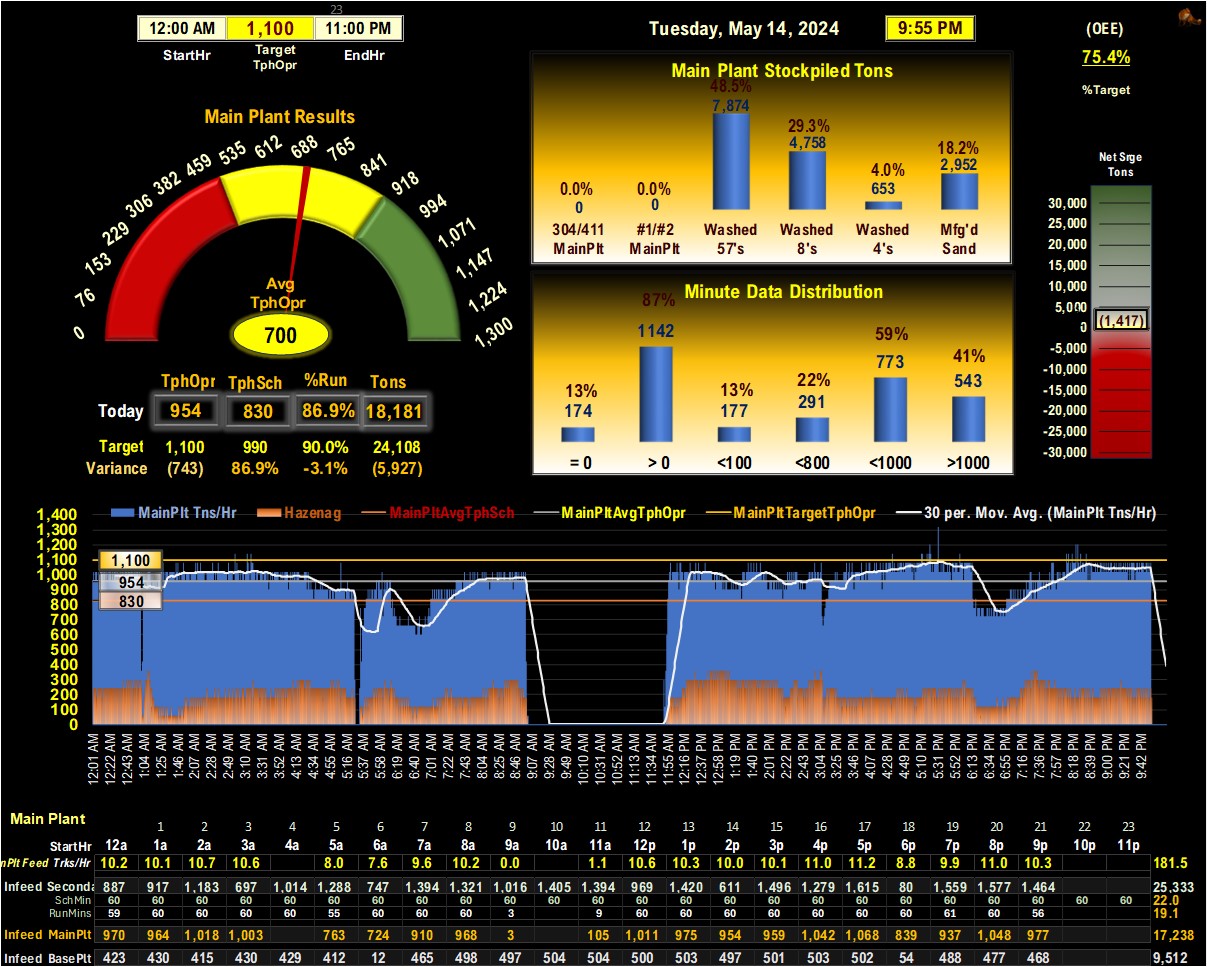 23
12:00 AM 1,100 11:00 PM
StartHr Target TphOpr EndHr
Tuesday, May 14, 2024 9:55 PM
(OEE)
75.4%
%Target
Main Plant Results
0 76 153 229 306 382 459 535 612 688 765 841 918 994 1,071 1,147 1,224 1,300
Avg
TphOpr
700
TphOpr TphSch %Run Tons
Today 954 830 86.9% 18,181
Target 1,100 990 90.0% 24,108
Variance (743) 86.9% -3.1% (5,927)
Main Plant Stockpiled Tons
0.0% 0.0% 48.5% 29.3% 4.0% 18.2%
0 0 7,874 4,758 653 2,952
304/411 #1/#2 Washed Washed Washed Mfg'd
MainPlt MainPlt 57's 8's 4's Sand
Minute Data Distribution
13% 87% 13% 22% 59% 41%
174 1142 177 291 773 543
= 0 > 0 <100 <800 <1000 >1000
Net Srge
Tons
30,000
25,000
20,000
15,000
10,000
5,000
(1,417)
0
-5,000
-10,000
-15,000
-20,000
-25,000
-30,000
MainPlt Tns/Hr Hazenag MainPltAvgTphSch MainPltAvgTphOpr MainPltTargetTphOpr 30 per. Mov. Avg. (MainPlt Tns/Hr)
1,400
1,300
1,200
1,100
1,000
900
800
700
600
500
400
300
200
100
0
1,100
954
830
12:01 AM 12:22 AM 12:43 AM 1:04 AM 1:25 AM 1:46 AM 2:07 AM 2:28 AM 2:49 AM 3:10 AM 3:31 AM 3:52 AM 4:13 AM 4:34 AM 4:55 AM 5:16 AM 5:37 AM 5:58 AM 6:19 AM 6:40 AM 7:01 AM 7:22 AM 7:43 AM 8:04 AM 8:25 AM 8:46 AM 9:07 AM 9:28 AM 9:49 AM 10:10 AM 10:31 AM 10:52 AM 11:13 AM 11:34 AM 11:55 AM 12:16 PM 12:37 PM 12:58 PM 1:19 PM 1:40 PM 2:01 PM 2:22 PM 2:43 PM 3:04 PM 3:25 PM 3:46 PM 4:07 PM 4:28 PM 4:49 PM 5:10 PM 5:31 PM 5:52 PM 6:13 PM 6:34 PM 6:55 PM 7:16 PM 7:36 PM 7:57 PM 8:18 PM 8:39 PM 9:00 PM 9:21 PM 9:42 PM
Main Plant
1 2 3 4 5 6 7 8 9 10 11 12 13 14 15 16 17 18 19 20 21 22 23
StartHr 12a 1a 2a 3a 4a 5a 6a 7a 8a 9a 10a 11a 12p 1p 2p 3p 4p 5p 6p 7p 8p 9p 10p 11p
nPlt Feed Trks/Hr 10.2 10.1 10.7 10.6 8.0 7.6 9.6 10.2 0.0 1.1 10.6 10.3 10.0 10.1 11.0 11.2 8.8 9.9 11.0 10.3 181.5
Infeed Seconda 887 917 1,183 697 1,014 1,288 747 1,394 1,321 1,016 1,405 1,394 969 1,420 611 1,496 1,279 1,615 80 1,559 1,577 1,464 25,333
SchMin 60 60 60 60 60 60 60 60 60 60 60 60 60 60 60 60 60 60 60 60 60 60 60 60 22.0
RunMins 59 60 60 60 60 55 60 60 60 3 9 60 60 60 60 60 60 60 61 60 56 19.1
Infeed MainPlt 970 964 1,018 1,003 763 724 910 968 3 105 1,011 975 954 959 1,042 1,068 839 937 1,048 977 17,238
Infeed BasePlt 423 430 415 430 429 412 12 465 498 497 504 504 500 503 497 501 503 502 54 488 477 468 9,512